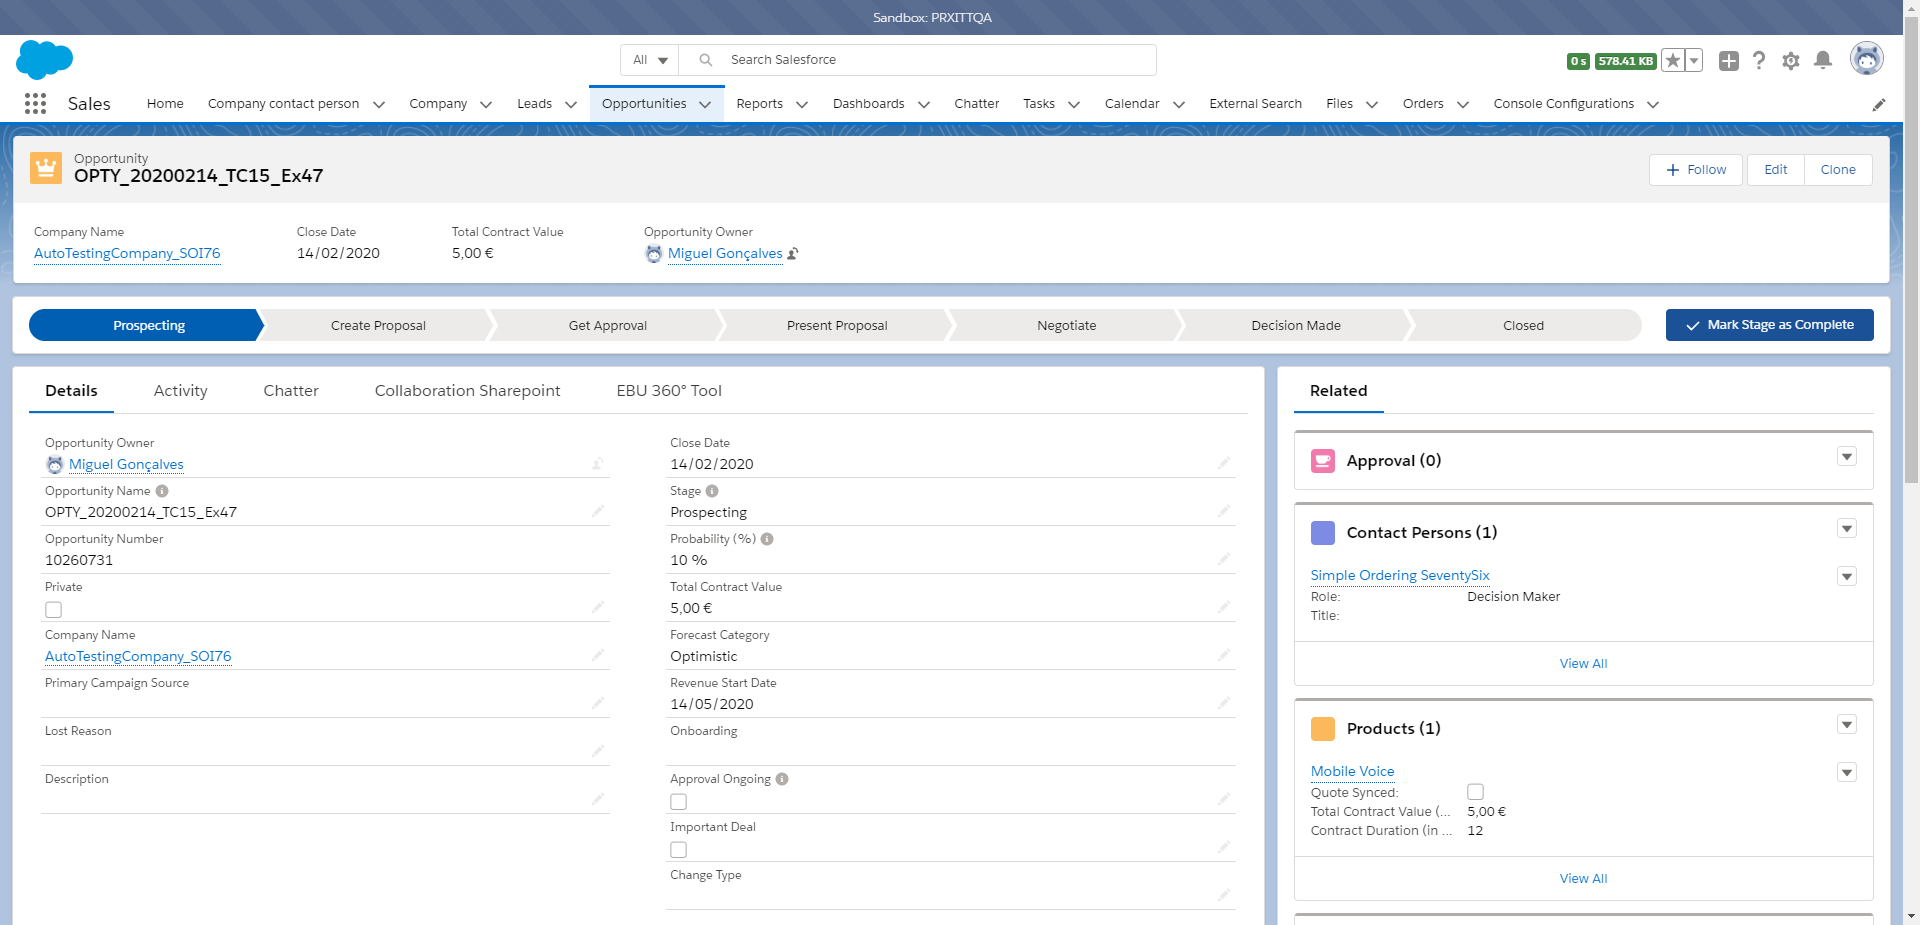 Sandbox: PRXITTQA
All
Search Salesforce
0 s
578.41 KB
Sales
Home
Company contact person
Company
Leads
Opportunities
Reports
Dashboards
Chatter
Tasks
Calendar
External Search
Files
Orders
Console Configurations
Opportunity
OPTY_20200214_TC15_Ex47
Follow
Edit
Clone
Company Name
AutoTestingCompany_SOI76
Close Date
14/02/2020
Total Contract Value
5,00 €
Opportunity Owner
Miguel Gonçalves
Prospecting
Create Proposal
Get Approval
Present Proposal
Negotiate
Decision Made
Closed
Mark Stage as Complete
Details
Activity
Chatter
Collaboration Sharepoint
EBU 360° Tool
Opportunity Owner
Miguel Gonçalves
Opportunity Name
OPTY_20200214_TC15_Ex47
Opportunity Number
10260731
Private
Company Name
AutoTestingCompany_SOI76
Primary Campaign Source
Lost Reason
Description
Close Date
14/02/2020
Stage
Prospecting
Probability (%)
10 %
Total Contract Value
5,00 €
Forecast Category
Optimistic
Revenue Start Date
14/05/2020
Onboarding
Approval Ongoing
Important Deal
Change Type
Related
Approval (0)
Contact Persons (1)
Simple Ordering SeventySix
Role:
Decision Maker
Title:
View All
Products (1)
Mobile Voice
Quote Synced:
Total Contract Value (...
5,00 €
Contract Duration (in ...
12
View All